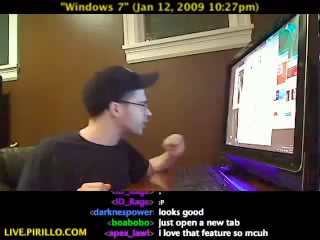 "Windows 7" (Jan 12, 2009 10:27pm)
<ID_Rage> :P
<darknespower> looks good
<boabobo> just open a new tab
LIVE.PIRILLO.COM <apex_lawl> I love that feature so mcuh